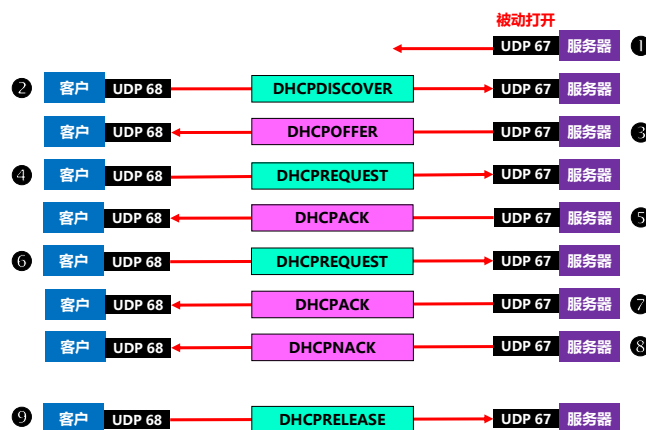 被动打开
UDP 67 服务器 ❶
❷ 客户 UDP 68 DHCPDISCOVER UDP 67 服务器
客户 UDP 68 DHCPOFFER UDP 67 服务器 ❸
❹ 客户 UDP 68 DHCPREQUEST UDP 67 服务器
客户 UDP 68 DHCPACK UDP 67 服务器 ❺
❻ 客户 UDP 68 DHCPREQUEST UDP 67 服务器
客户 UDP 68 DHCPACK UDP 67 服务器 ❼
客户 UDP 68 DHCPNACK UDP 67 服务器 ❽
❾ 客户 UDP 68 DHCPRELEASE UDP 67 服务器